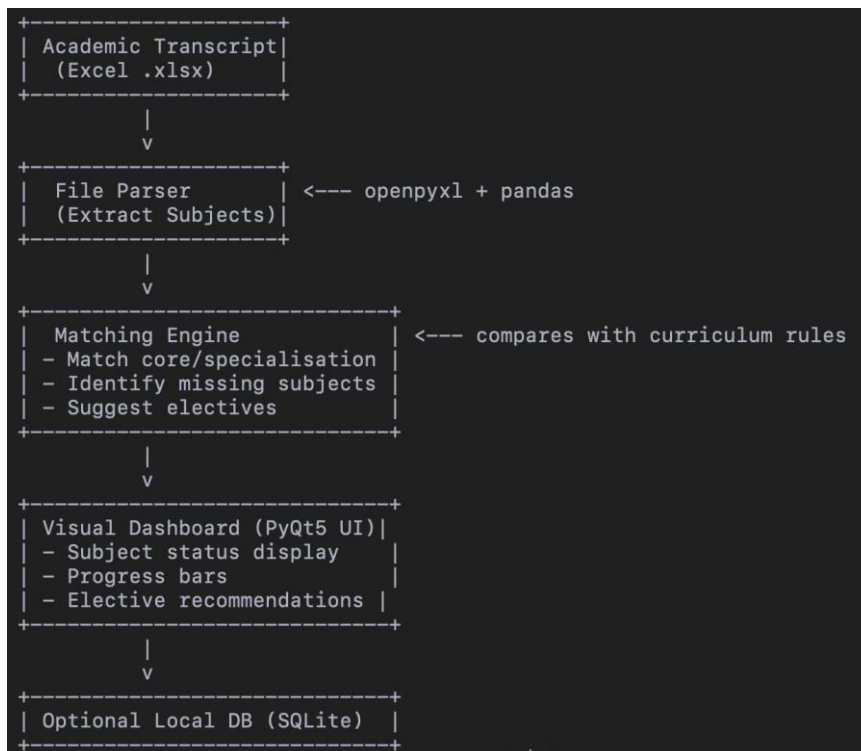 +-------------------+
| Academic Transcript|
| (Excel .xlsx) |
+-------------------+
|
v
+-------------------+
| File Parser | <--- openpyxl + pandas
| (Extract Subjects)|
+-------------------+
|
v
+-----------------------------+
| Matching Engine | <--- compares with curriculum rules
| - Match core/specialisation |
| - Identify missing subjects |
| - Suggest electives |
+-----------------------------+
|
v
+-----------------------------+
| Visual Dashboard (PyQt5 UI)|
| - Subject status display |
| - Progress bars |
| - Elective recommendations |
+-----------------------------+
|
v
+-----------------------------+
| Optional Local DB (SQLite) |
+-----------------------------+